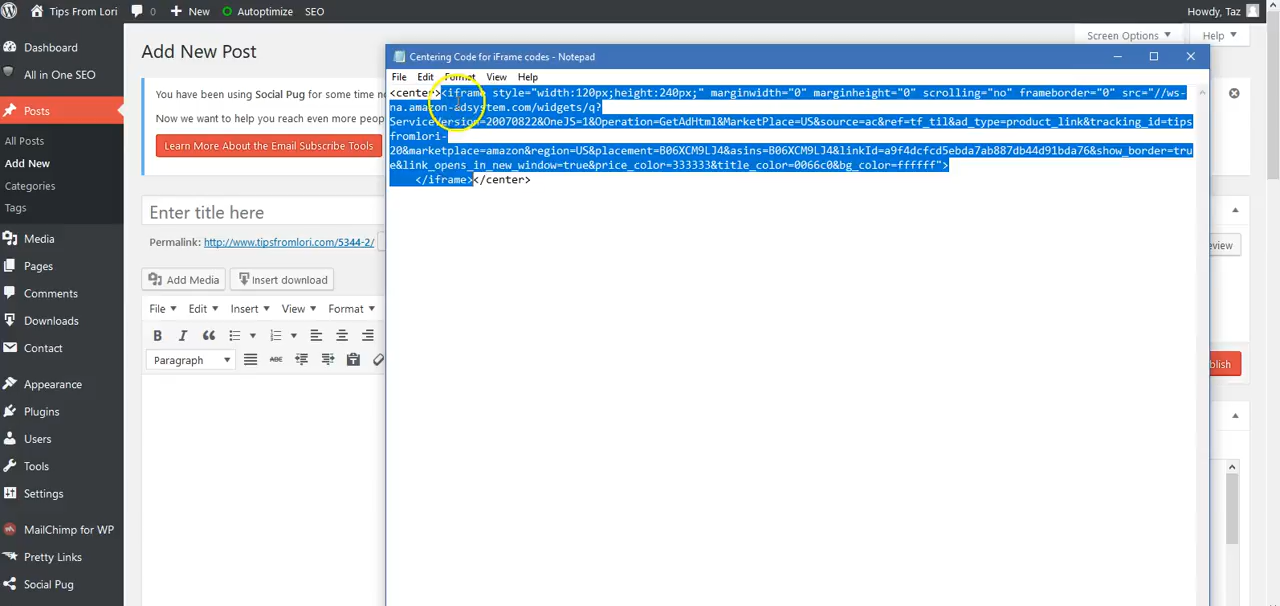 Tips From Lori
0
New
Autoptimize
SEO
Howdy, Taz
Dashboard
All in One SEO
Posts
All Posts
Add New
Categories
Tags
Media
Pages
Comments
Downloads
Contact
Appearance
Plugins
Users
Tools
Settings
MailChimp for WP
Pretty Links
Social Pug
Add New Post
Screen Options
Help
You have been using Social Pug for some time n
Now we want to help you reach even more peop
Learn More About the Email Subscribe Tools
Enter title here
Permalink: http://www.tipsfromlori.com/5344-2/
Add Media
Insert download
File
Edit
Insert
View
Format
Paragraph
Centering Code for iFrame codes - Notepad
File
Edit
Format
View
Help
<center><iframe style="width:120px;height:240px;" marginwidth="0" marginheight="0" scrolling="no" frameborder="0" src="//ws-
na.amazon-adsystem.com/widgets/q?
ServiceVersion=20070822&OneJS=1&Operation=GetAdHtml&MarketPlace=US&source=ac&ref=tf_til&ad_type=product_link&tracking_id=tips
fromlori-
20&marketplace=amazon&region=US&placement=B06XCM9LJ4&asins=B06XCM9LJ4&linkId=a9f4dcfcd5ebda7ab887db44d91bda76&show_border=tru
e&link_opens_in_new_window=true&price_color=333333&title_color=0066c0&bg_color=ffffff">
</iframe></center>
eview
blish